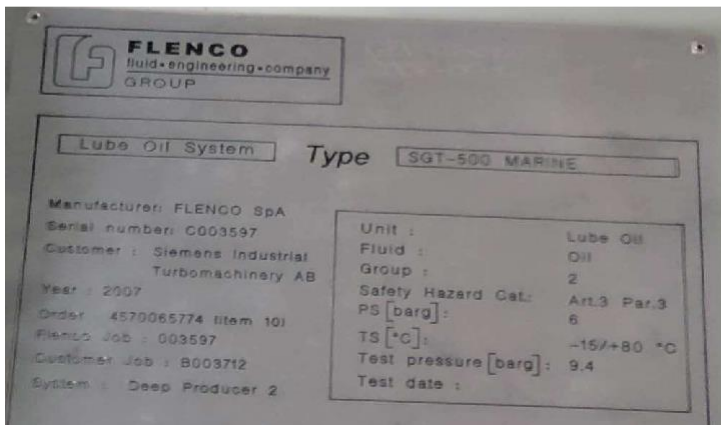 FLENCO
fluid-engineering-company
GROUP
Lube Oil System Type SGT-500 MARINE
Manufacturer: FLENCO SpA
Serial number: C003597
Customer : Siemens Industrial
Turbomachinery AB
Year : 2007
Order 4570065774 (item 10)
Flenco Job : 003597
Customer Job : B003712
System : Deep Producer 2
Unit : Lube Oil
Fluid : Oil
Group : 2
Safety Hazard Cat.: Art.3 Par.3
PS [barg]: 6
TS [°C]: -15/+80 °C
Test pressure [barg]: 9.4
Test date :